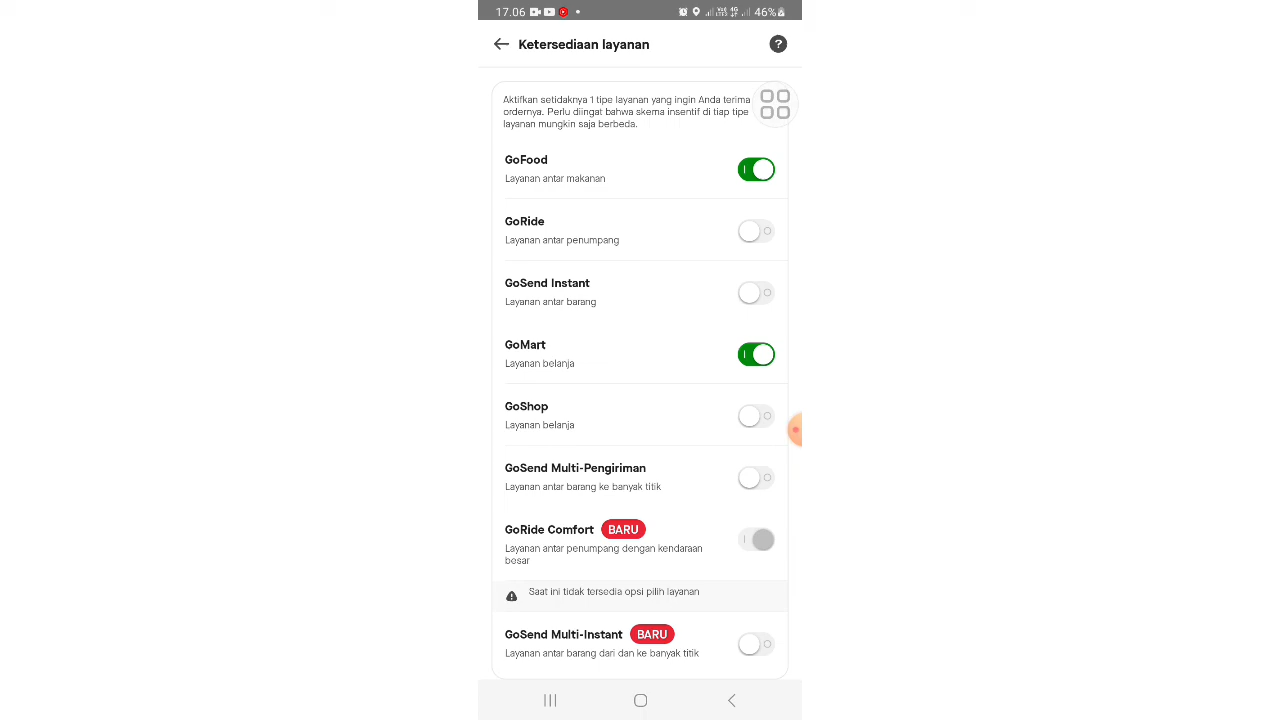 17.06
46%
Ketersediaan layanan
Aktifkan setidaknya 1 tipe layanan yang ingin Anda terima
ordernya. Perlu diingat bahwa skema insentif di tiap tipe
layanan mungkin saja berbeda.
GoFood
Layanan antar makanan
GoRide
Layanan antar penumpang
GoSend Instant
Layanan antar barang
GoMart
Layanan belanja
GoShop
Layanan belanja
GoSend Multi-Pengiriman
Layanan antar barang ke banyak titik
GoRide Comfort BARU
Layanan antar penumpang dengan kendaraan
besar
Saat ini tidak tersedia opsi pilih layanan
GoSend Multi-Instant BARU
Layanan antar barang dari dan ke banyak titik